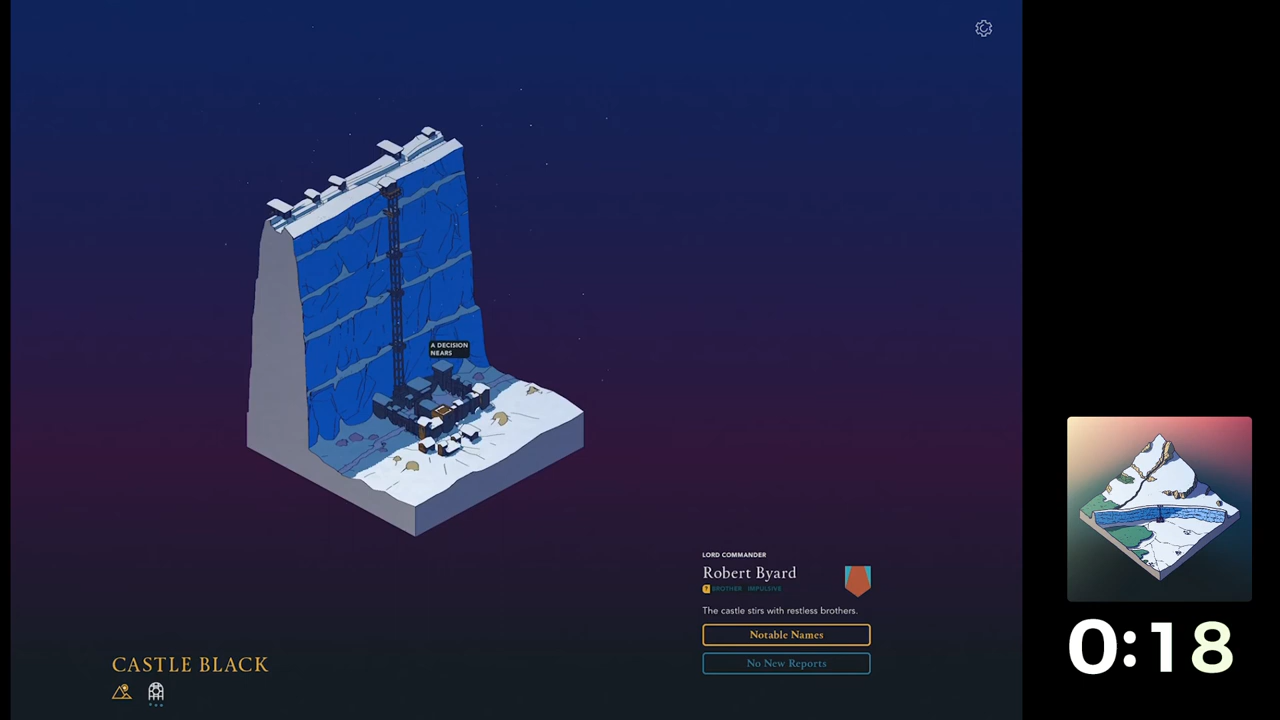 A DECISION
NEARS
LORD COMMANDER
Robert Byard
BROTHER IMPULSIVE
The castle stirs with restless brothers.
Notable Names
No New Reports
CASTLE BLACK
0:18